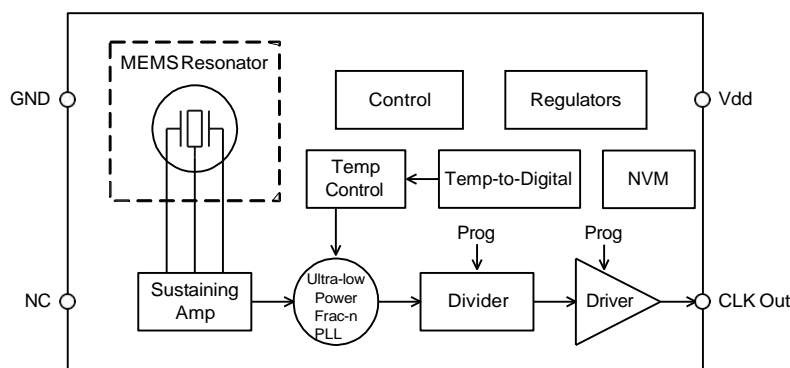 MEMS Resonator
GND
Control
Regulators
Vdd
Temp
Control
Temp-to-Digital
NVM
Prog
Prog
NC
Sustaining
Amp
Ultra-low
Power
Frac-n
PLL
Divider
Driver
CLK Out